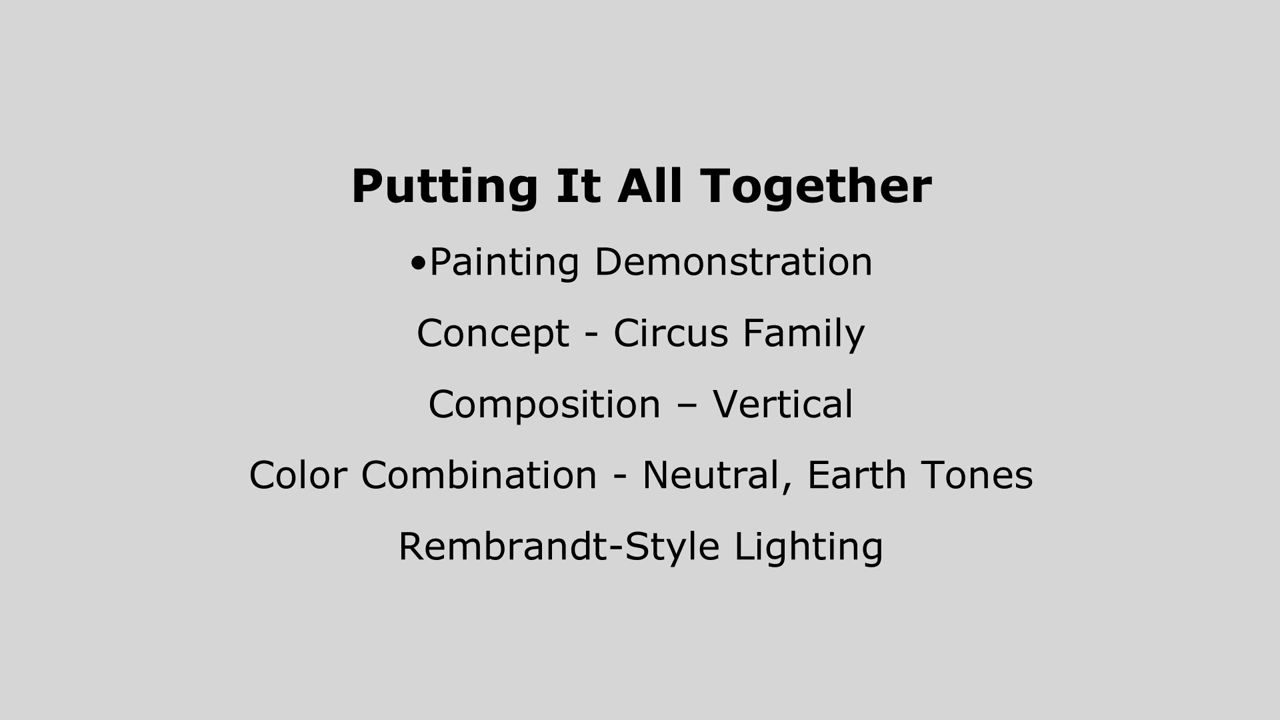 Putting It All Together
•Painting Demonstration
Concept - Circus Family
Composition – Vertical
Color Combination - Neutral, Earth Tones
Rembrandt-Style Lighting